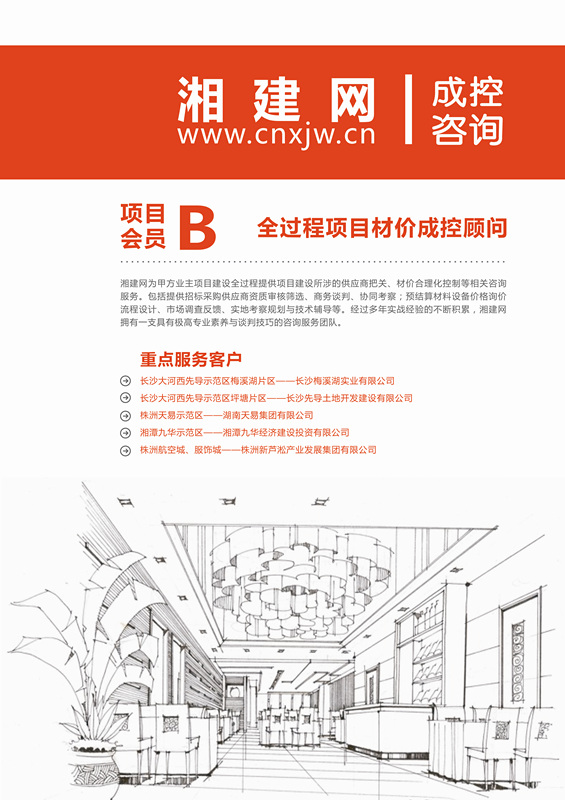 湘建网
www.cnxjw.cn
成控
咨询
项目
会员
B
全过程项目材价成控顾问
湘建网为甲方业主项目建设全过程提供项目建设所涉的供应商把关、材价合理化控制等相关咨询
服务。包括提供招标采购供应商资质审核筛选、商务谈判、协同考察；预结算材料设备价格询价
流程设计、市场调查反馈、实地考察规划与技术辅导等。经过多年实战经验的不断积累，湘建网
拥有一支具有极高专业素养与谈判技巧的咨询服务团队。
重点服务客户
长沙大河西先导示范区梅溪湖片区——长沙梅溪湖实业有限公司
长沙大河西先导示范区坪塘片区——长沙先导土地开发建设有限公司
株洲天易示范区——湖南天易集团有限公司
湘潭九华示范区——湘潭九华经济建设投资有限公司
株洲航空城、服饰城——株洲新芦淞产业发展集团有限公司